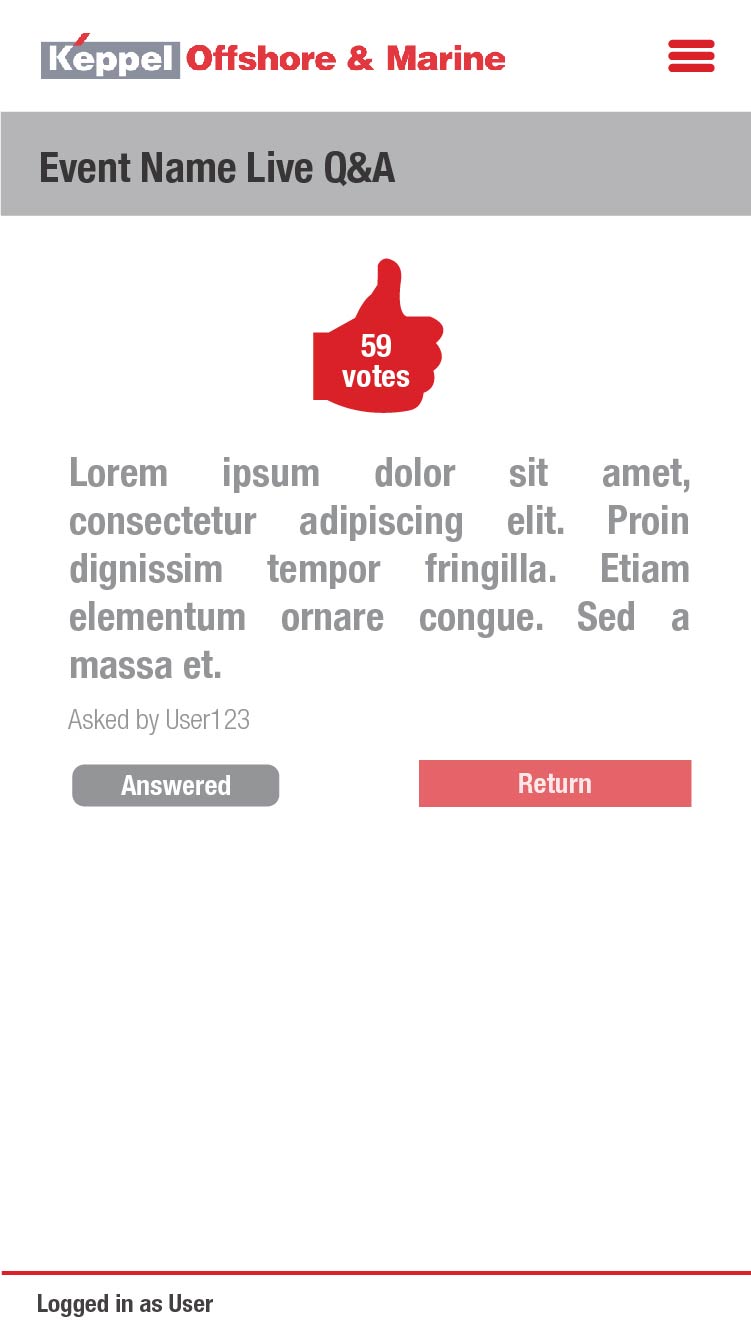 Keppel Offshore & Marine
Event Name Live Q&A
59
votes
Lorem ipsum dolor sit amet,
consectetur adipiscing elit. Proin
dignissim tempor fringilla. Etiam
elementum ornare congue. Sed a
massa et.
Asked by User123
Answered
Return
Logged in as User